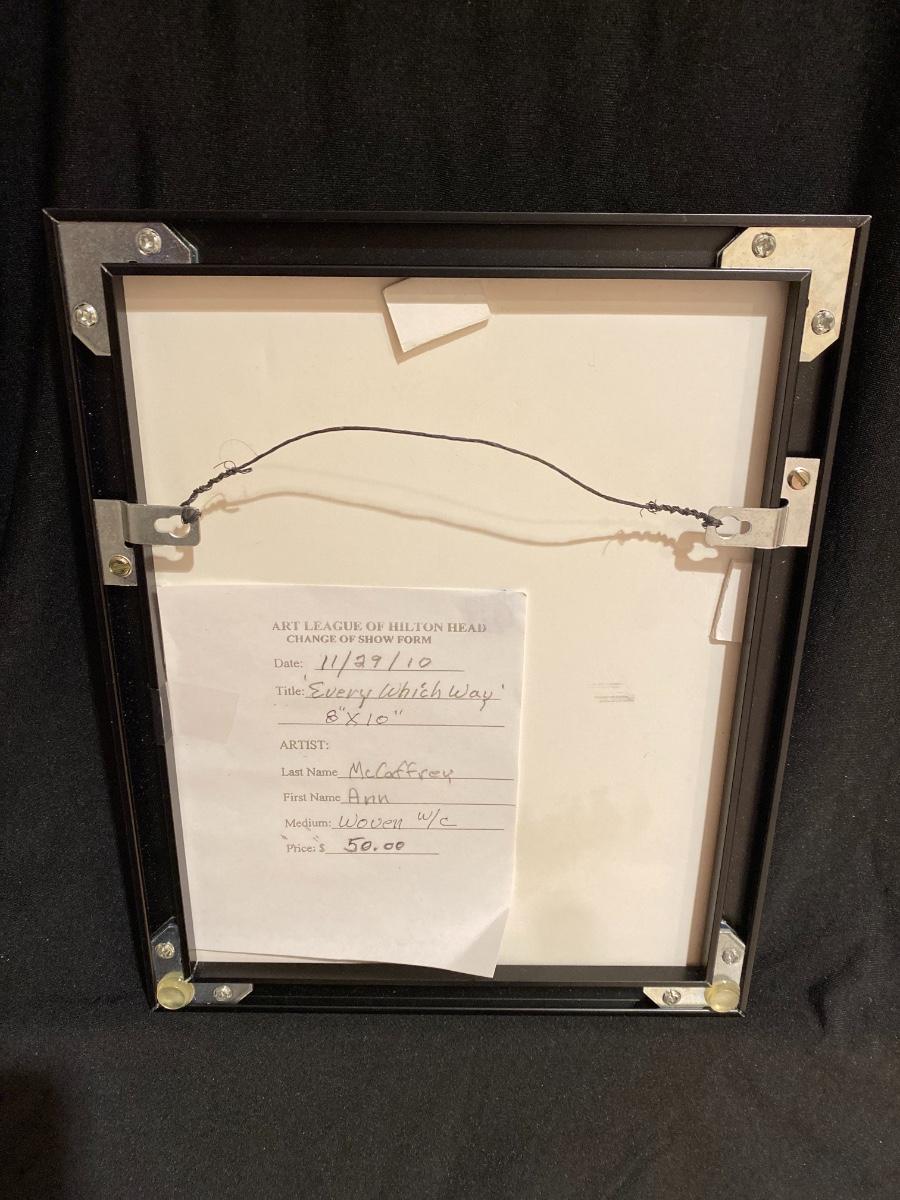 ART LEAGUE OF HILTON HEAD
CHANGE OF SHOW FORM
Date: 11/29/10
Title: 'Every Which Way'
8" X 10"
ARTIST:
Last Name McCaffrey
First Name Ann
Medium: Woven w/c
Price: $ 50.00